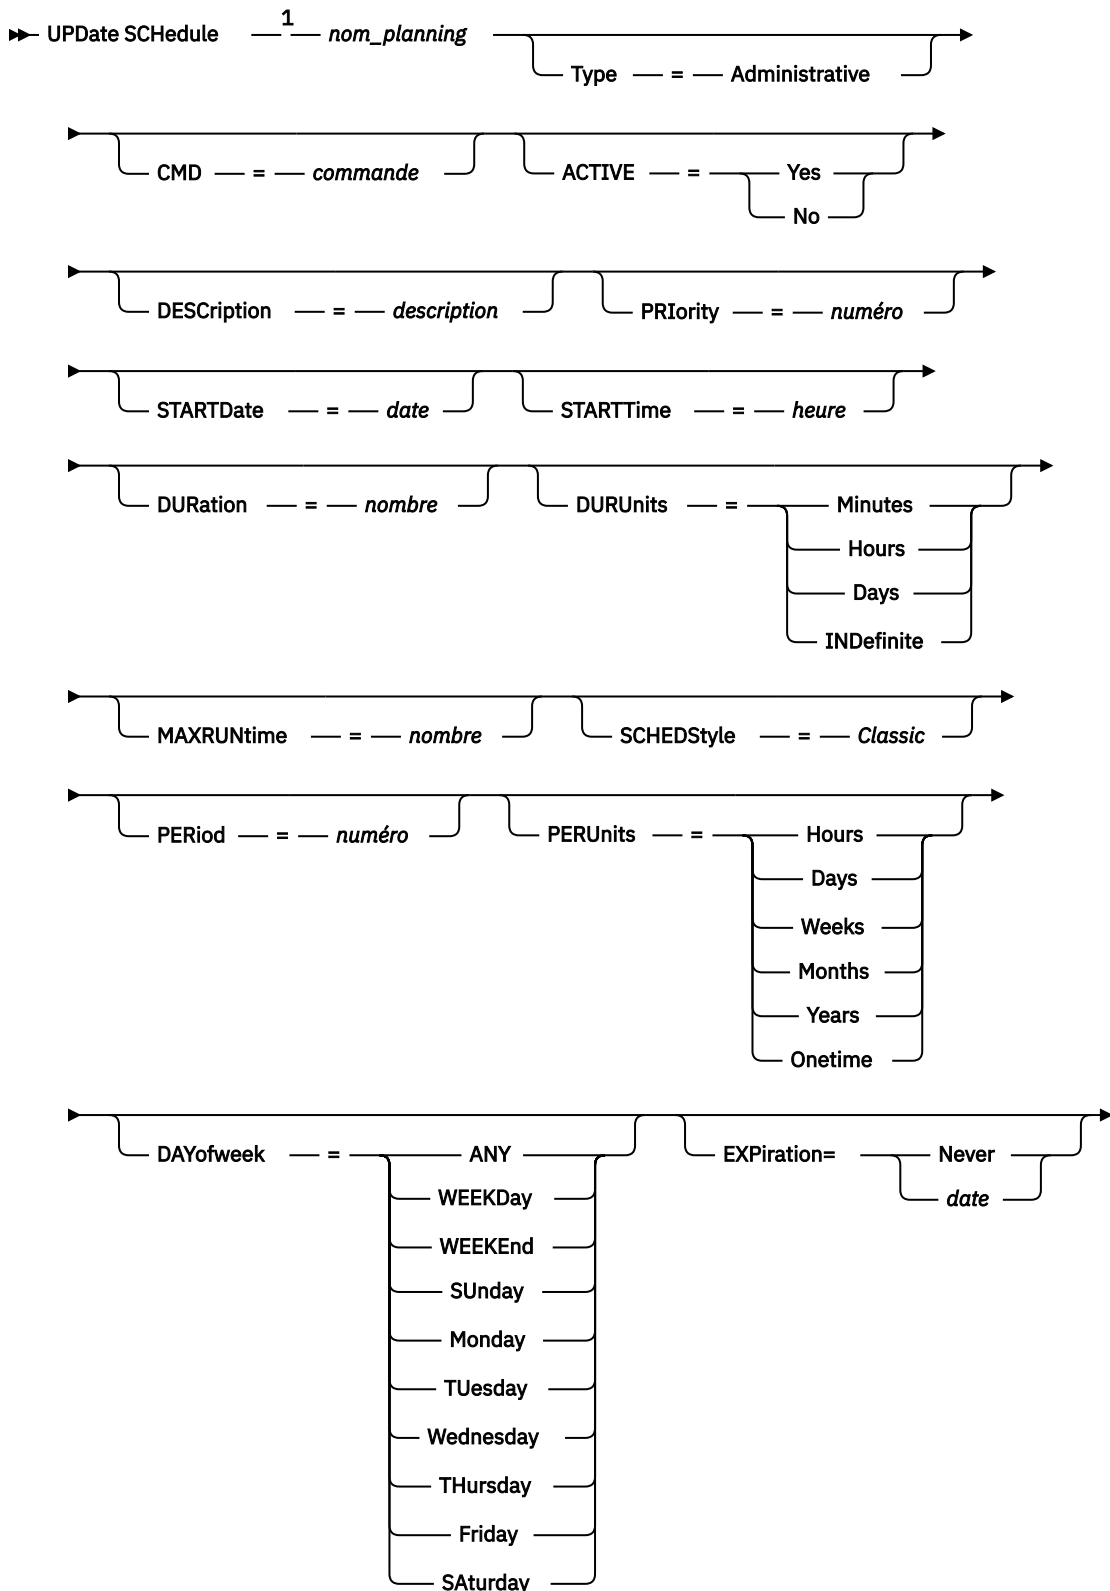 1
UPDate SCHedule nom_planning
Type = Administrative
CMD = commande ACTIVE = Yes
No
DESCription = description PRIority = numéro
STARTDate = date STARTTime = heure
DURation = nombre DURUnits = Minutes
Hours
Days
INDefinite
MAXRUNtime = nombre SCHEDStyle = Classic
PERiod = numéro PERUnits = Hours
Days
Weeks
Months
Years
Onetime
DAYofweek = ANY EXPiration= Never
WEEKDay date
WEEKEnd
SUnday
Monday
TUesday
Wednesday
THursday
Friday
SAturday